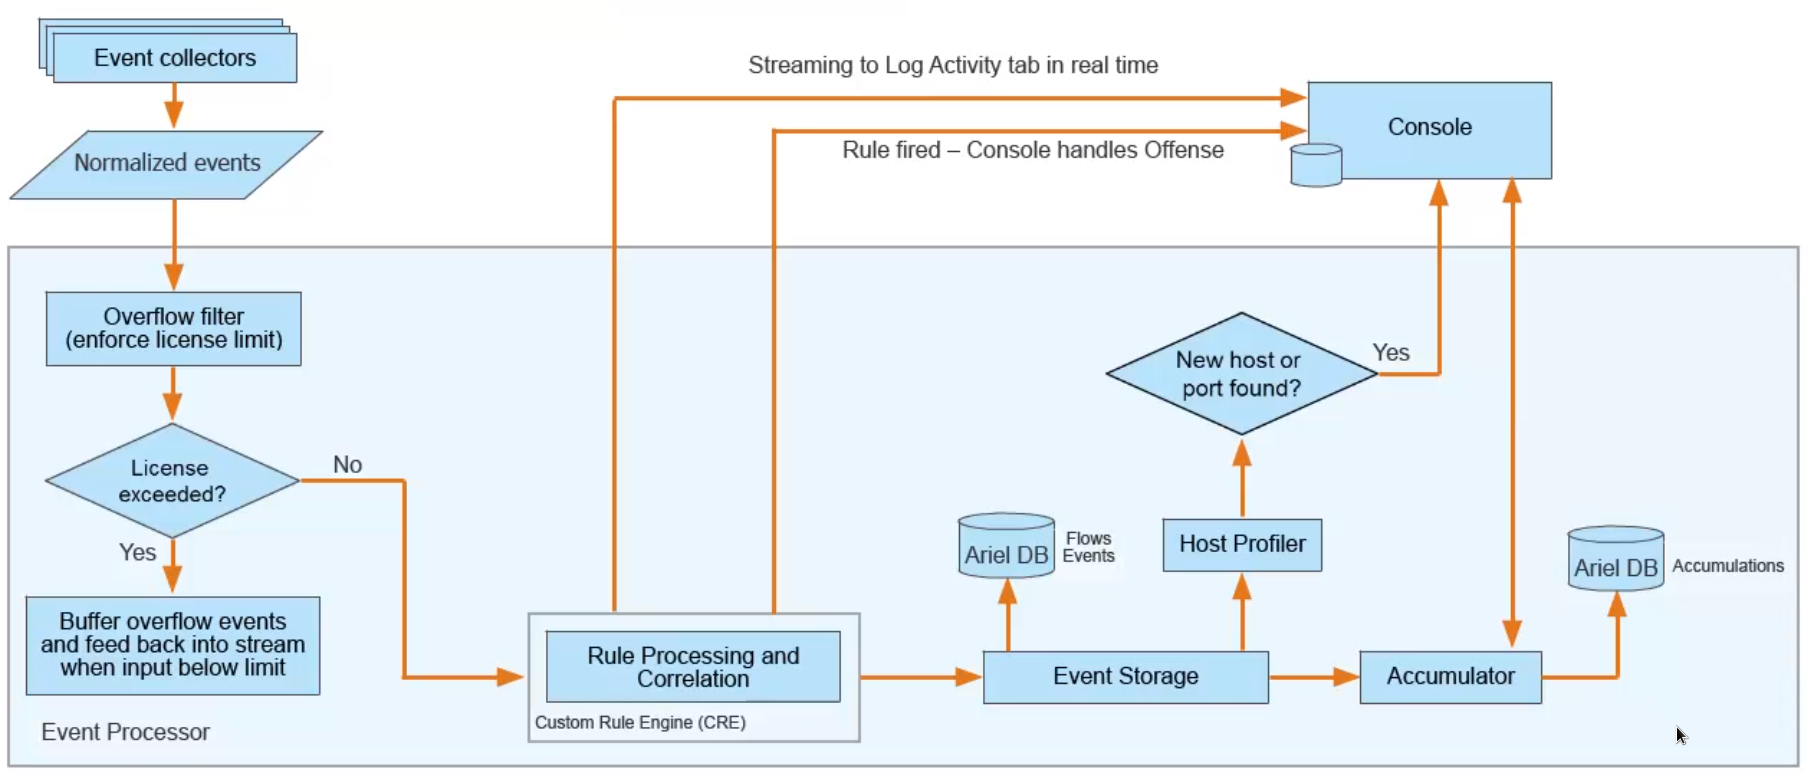 Event collectors
Normalized events
Streaming to Log Activity tab in real time
Rule fired – Console handles Offense
Console
Overflow filter
(enforce license limit)
License
exceeded?
No
Yes
Buffer overflow events
and feed back into stream
when input below limit
Event Processor
Rule Processing and
Correlation
Custom Rule Engine (CRE)
Event Storage
Ariel DB
Flows
Events
Host Profiler
New host or
port found?
Yes
Accumulator
Ariel DB
Accumulations